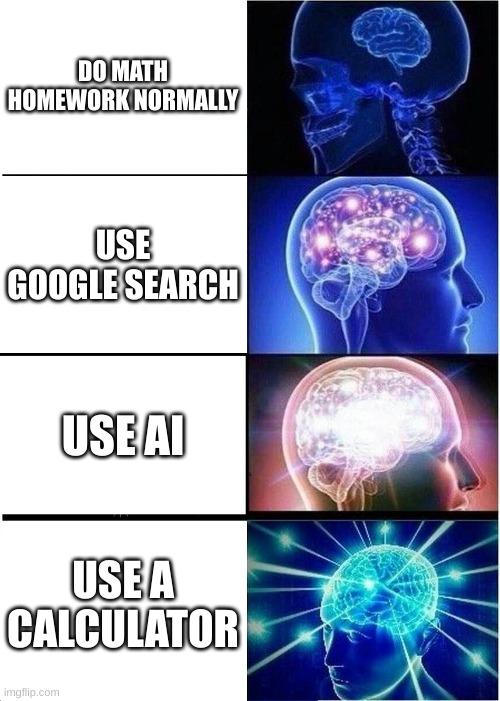 DO MATH
HOMEWORK NORMALLY
USE
GOOGLE SEARCH
USE AI
USE A
CALCULATOR
imgflip.com